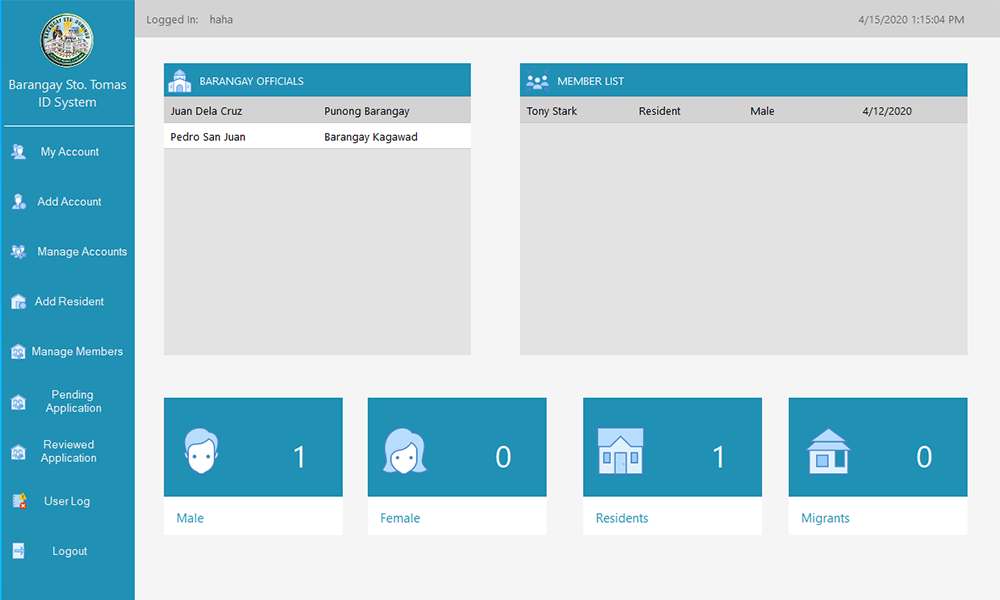 Logged In: haha 4/15/2020 1:15:04 PM
BARANGAY STO. DOMINGO
Barangay Sto. Tomas
ID System
My Account
Add Account
Manage Accounts
Add Resident
Manage Members
Pending
Application
Reviewed
Application
User Log
Logout
BARANGAY OFFICIALS
Juan Dela Cruz Punong Barangay
Pedro San Juan Barangay Kagawad
MEMBER LIST
Tony Stark Resident Male 4/12/2020
1
Male
0
Female
1
Residents
0
Migrants